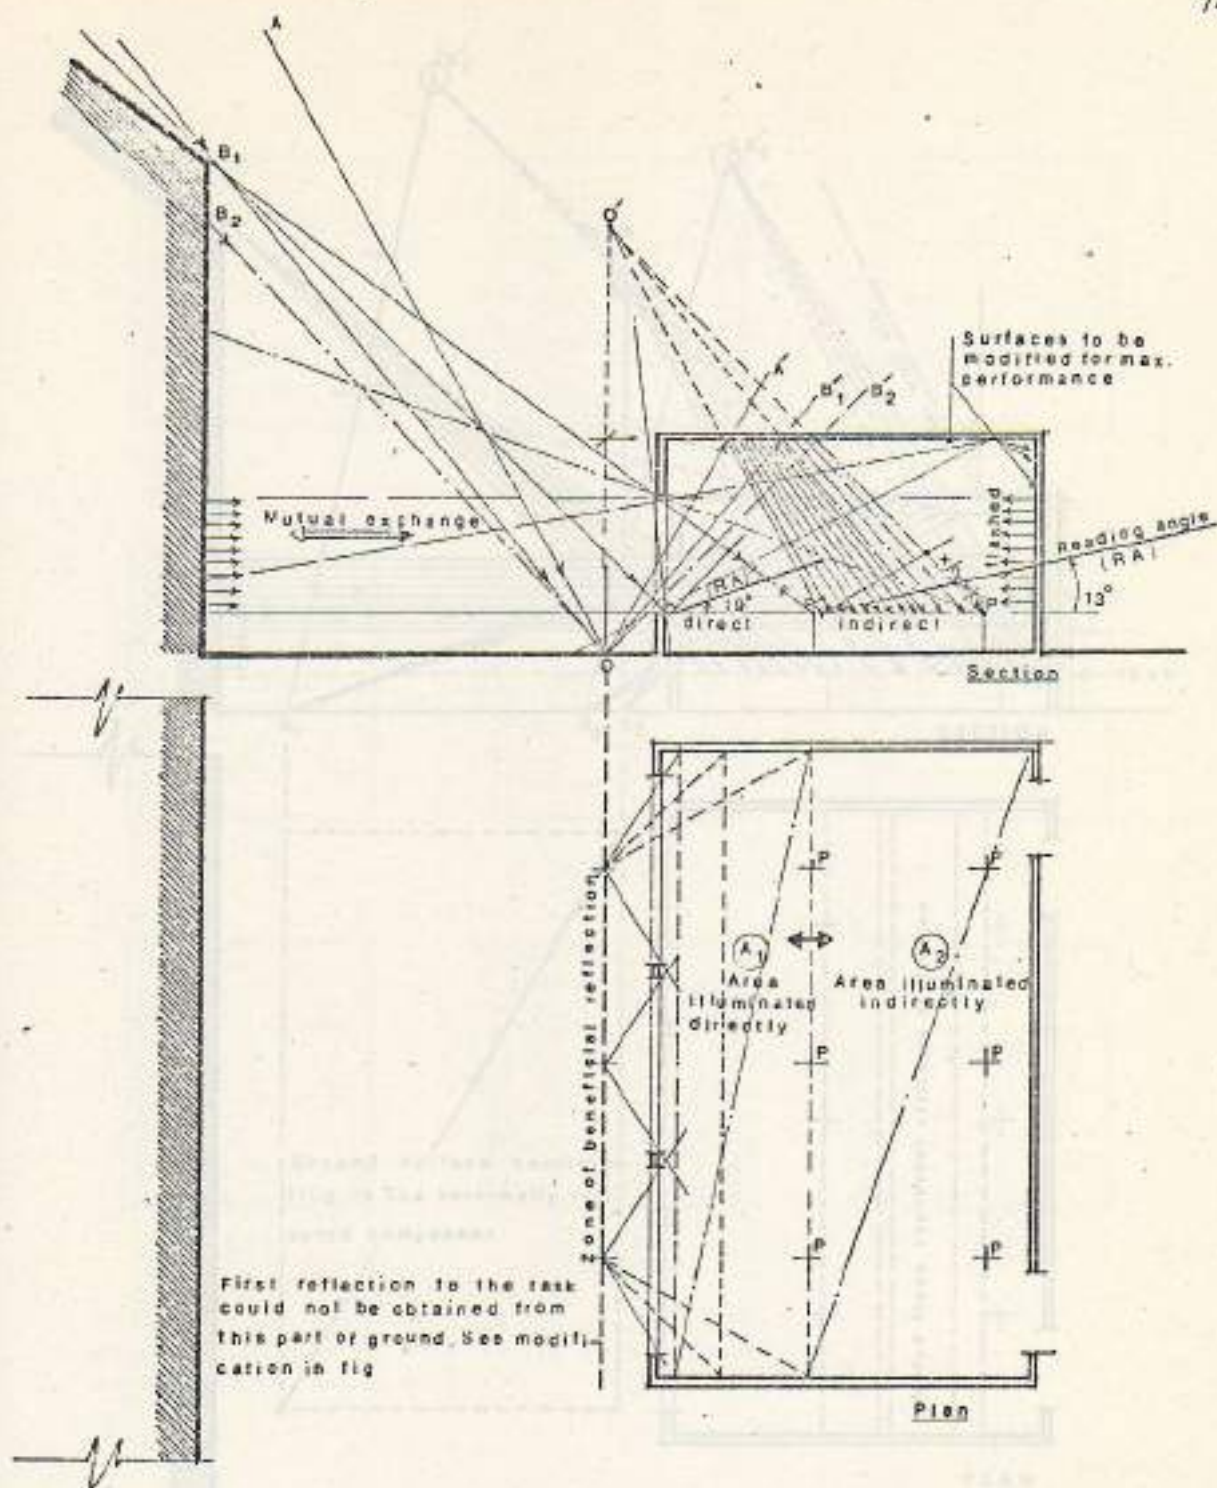 A
B1
B2
O'
A'
B'1
B'2
Surfaces to be
modified for max.
performance
Mutual exchange
flashed
Reading angle
(RA)
13°
(RA)
19°
direct
indirect
P
O
Section
Zone of beneficial reflection
P
P
A1
Area
illuminated
directly
A2
Area illuminated
indirectly
P
P
P
P
First reflection to the task
could not be obtained from
this part of ground. See modifi-
cation in fig
Plan